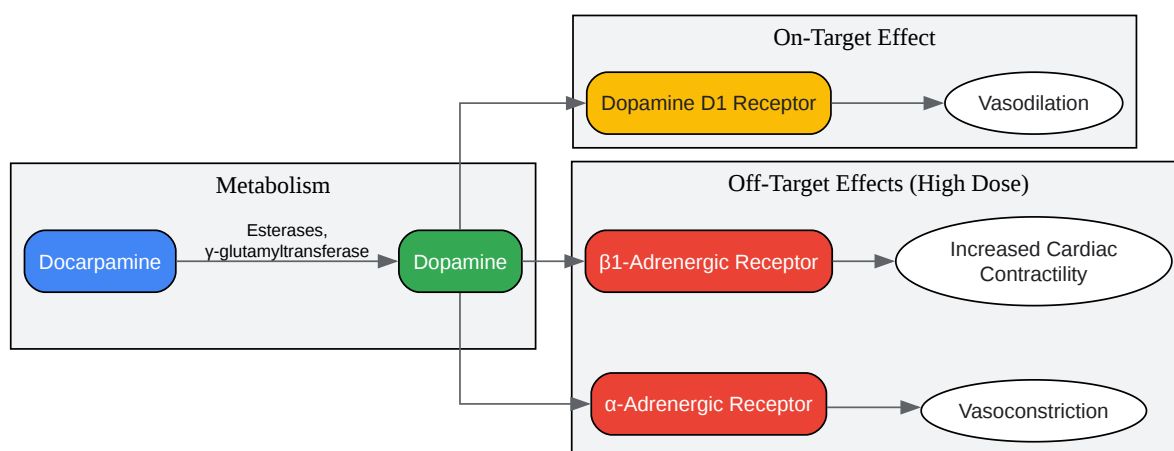 On-Target Effect
Dopamine D1 Receptor
Vasodilation
Metabolism
Docarpamine
Esterases,
γ-glutamyltransferase
Dopamine
Off-Target Effects (High Dose)
β1-Adrenergic Receptor
Increased Cardiac
Contractility
α-Adrenergic Receptor
Vasoconstriction